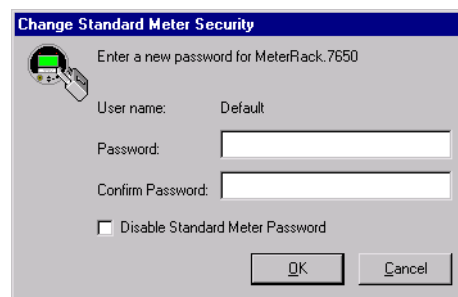 Change Standard Meter Security
Enter a new password for MeterRack.7650
User name: Default
Password:
Confirm Password:
Disable Standard Meter Password
OK Cancel